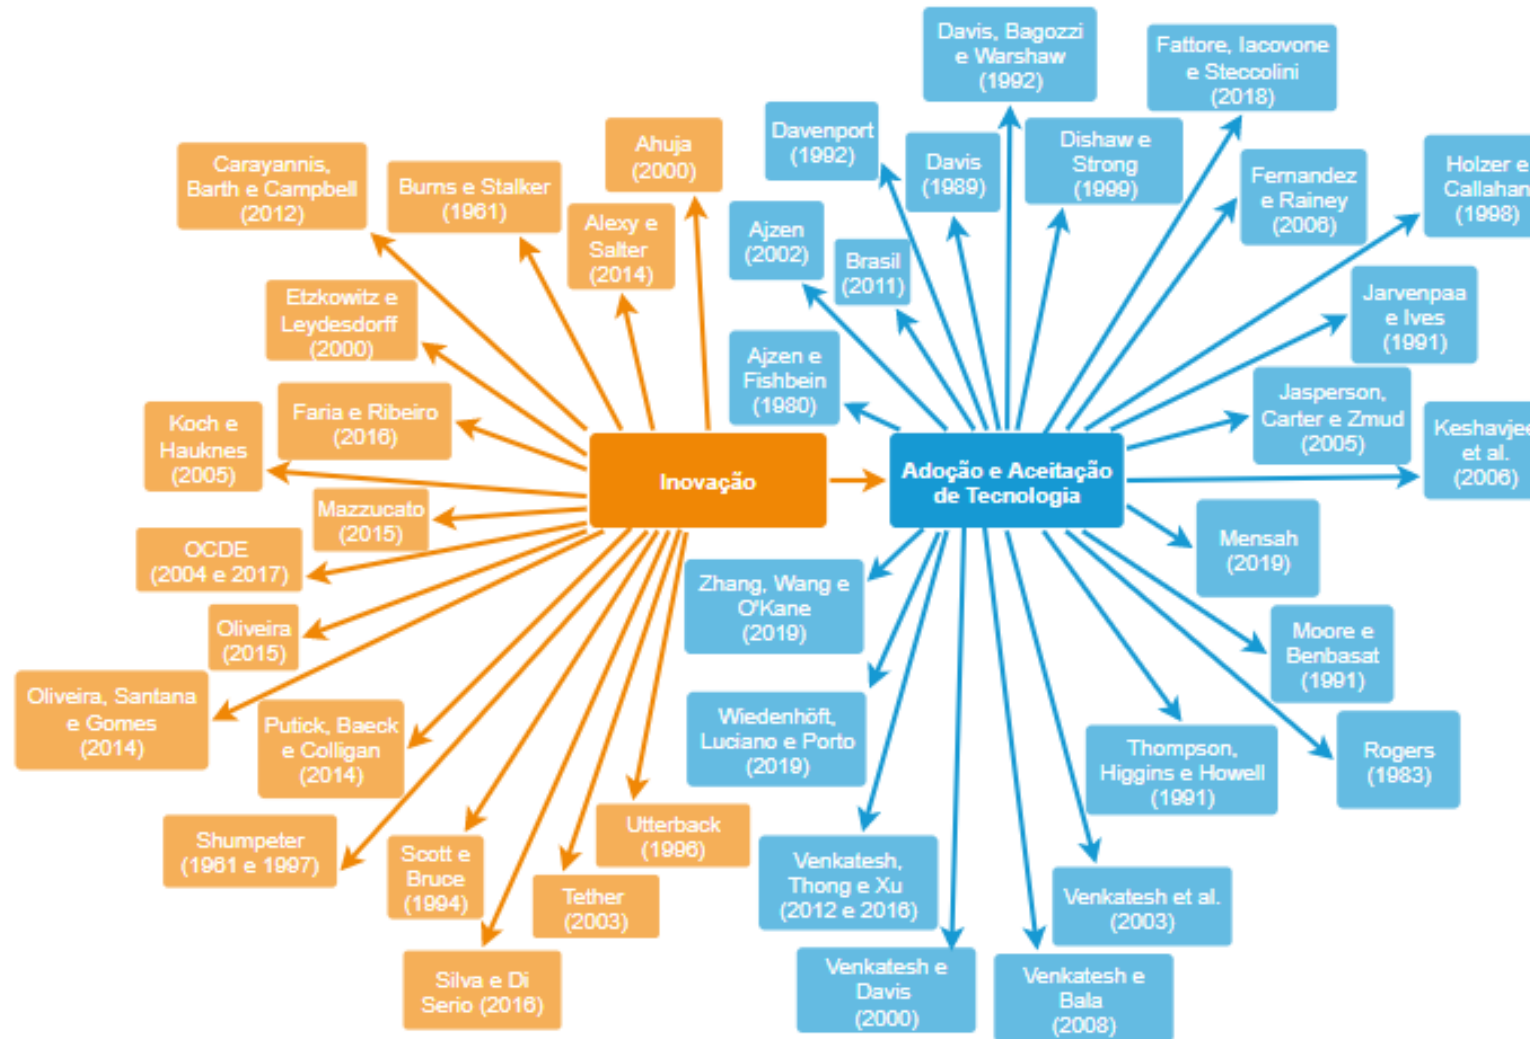 Davis, Bagozzi
e Warshaw
(1992)
Fattore, Iacovone
e Steccolini
(2018)
Davenport
(1992)
Davis
(1989)
Dishaw e
Strong
(1999)
Fernandez
e Rainey
(2006)
Holzer e
Callahan
(1998)
Ajzen
(2002)
Brasil
(2011)
Jarvenpaa
e Ives
(1991)
Ajzen e
Fishbein
(1980)
Jasperson,
Carter e Zmud
(2005)
Keshavjee
et al.
(2006)
Ahuja
(2000)
Carayannis,
Barth e Campbell
(2012)
Burns e Stalker
(1961)
Alexy e
Salter
(2014)
Etzkowitz e
Leydesdorff
(2000)
Faria e Ribeiro
(2016)
Koch e
Hauknes
(2005)
Inovação
Adoção e Aceitação
de Tecnologia
Mazzucato
(2015)
OCDE
(2004 e 2017)
Oliveira
(2015)
Oliveira, Santana
e Gomes
(2014)
Putick, Baeck
e Colligan
(2014)
Shumpeter
(1961 e 1997)
Scott e
Bruce
(1994)
Silva e Di
Serio (2016)
Tether
(2003)
Utterback
(1996)
Zhang, Wang e
O'Kane
(2019)
Wiedenhöft,
Luciano e Porto
(2019)
Venkatesh,
Thong e Xu
(2012 e 2016)
Venkatesh e
Davis
(2000)
Venkatesh e
Bala
(2008)
Venkatesh et al.
(2003)
Thompson,
Higgins e Howell
(1991)
Rogers
(1983)
Moore e
Benbasat
(1991)
Mensah
(2019)